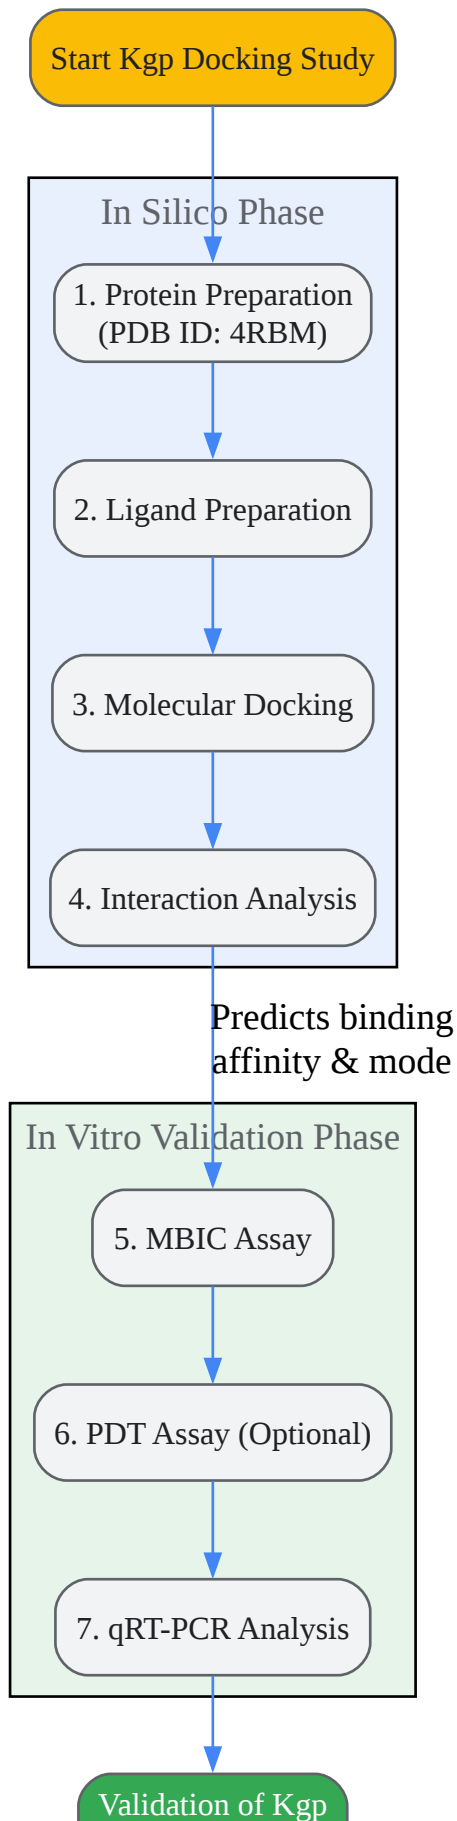 Start Kgp Docking Study
In Silico Phase
1. Protein Preparation
(PDB ID: 4RBM)
2. Ligand Preparation
3. Molecular Docking
4. Interaction Analysis
Predicts binding
affinity & mode
In Vitro Validation Phase
5. MBIC Assay
6. PDT Assay (Optional)
7. qRT-PCR Analysis
Validation of Kgp